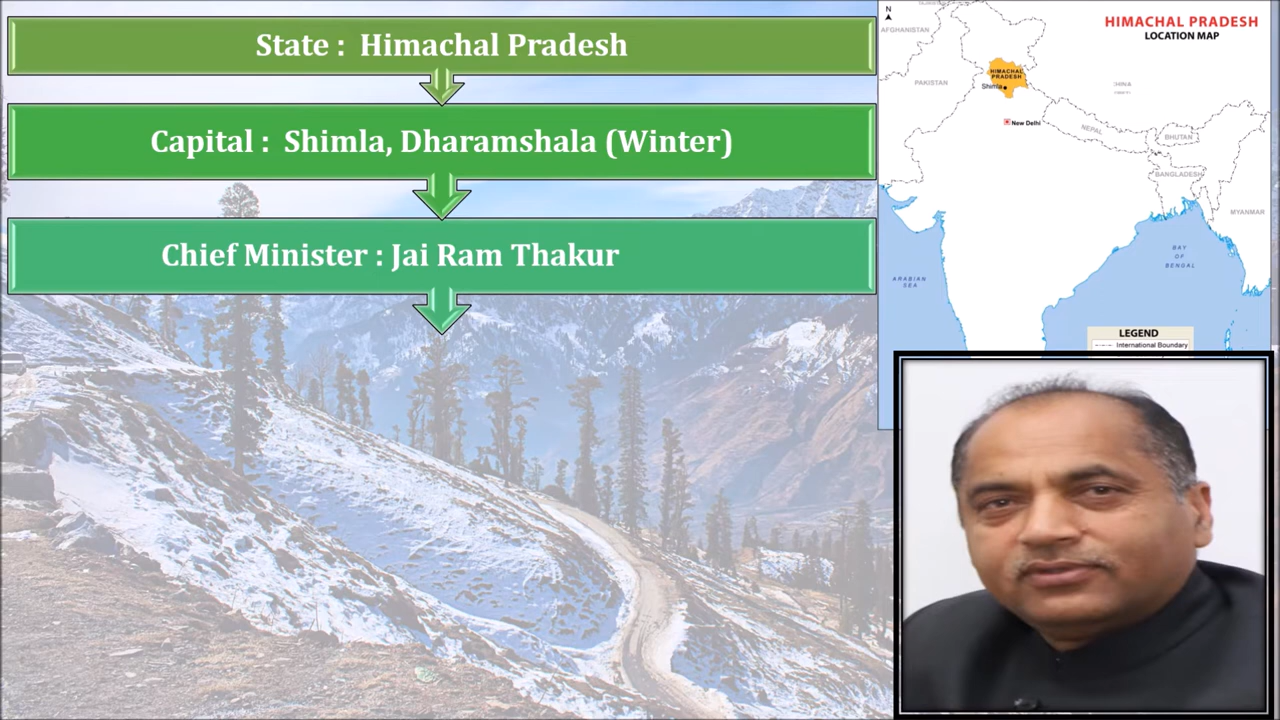 State :  Himachal Pradesh
Capital :  Shimla, Dharamshala (Winter)
Chief Minister : Jai Ram Thakur
N
HIMACHAL PRADESH
LOCATION MAP
AFGHANISTAN
HIMACHAL
PRADESH
PAKISTAN
Shimla
New Delhi
NEPAL
BHUTAN
BANGLADESH
MYANMAR
BAY
OF
BENGAL
ARABIAN
SEA
LEGEND
International Boundary